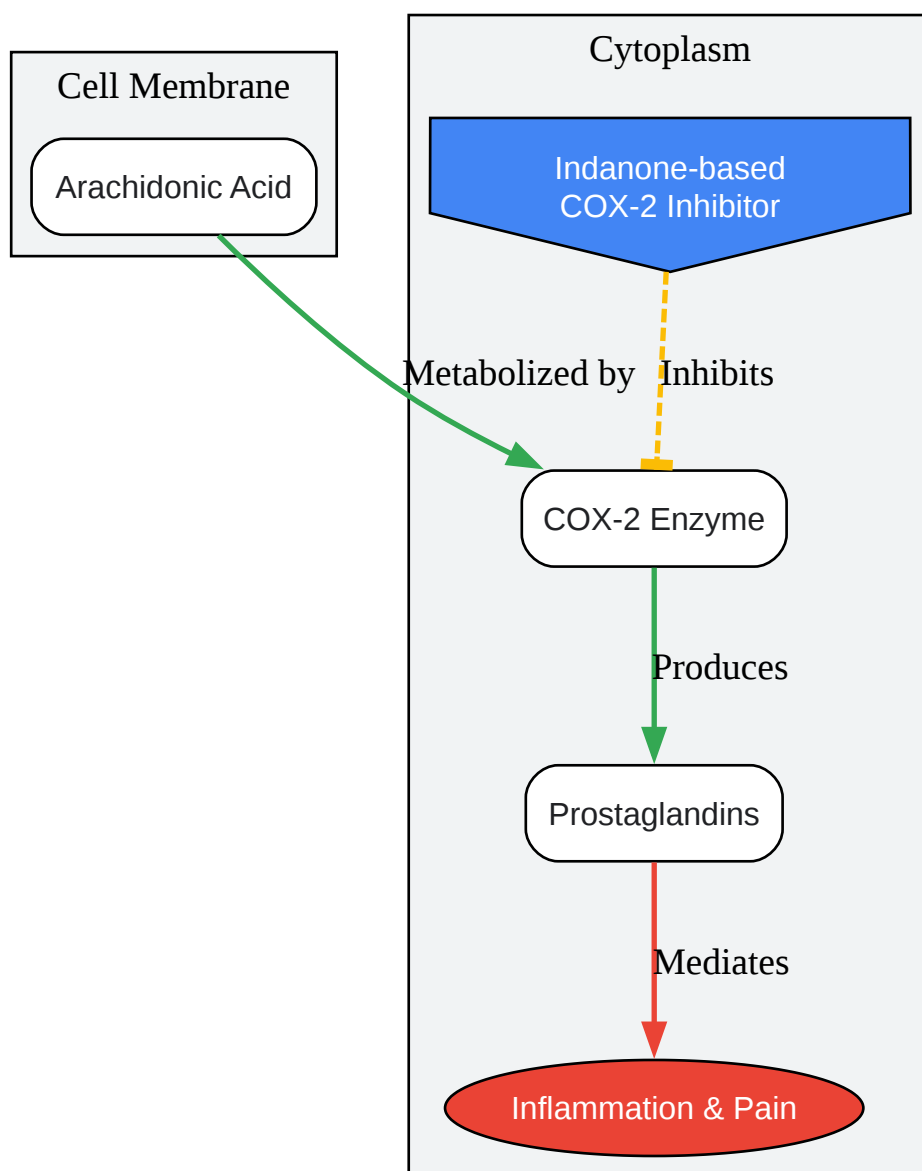 Cytoplasm
Cell Membrane
Arachidonic Acid
Indanone-based
COX-2 Inhibitor
Metabolized by
Inhibits
COX-2 Enzyme
Produces
Prostaglandins
Mediates
Inflammation & Pain